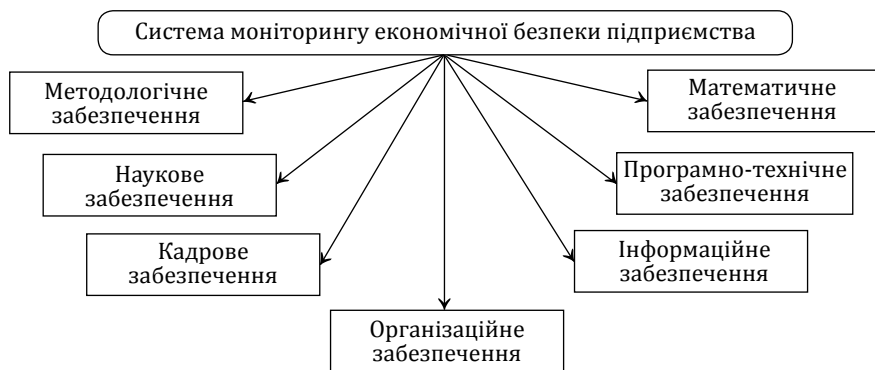 Система моніторингу економічної безпеки підприємства
Методологічне
забезпечення
Математичне
забезпечення
Наукове
забезпечення
Програмно-технічне
забезпечення
Кадрове
забезпечення
Інформаційне
забезпечення
Організаційне
забезпечення